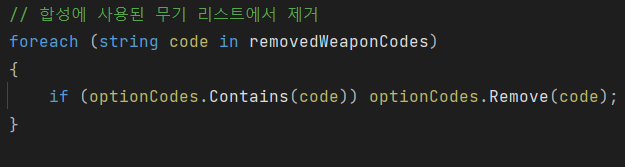 // 합성에 사용된 무기 리스트에서 제거
foreach (string code in removedWeaponCodes)
{
    if (optionCodes.Contains(code)) optionCodes.Remove(code);
}